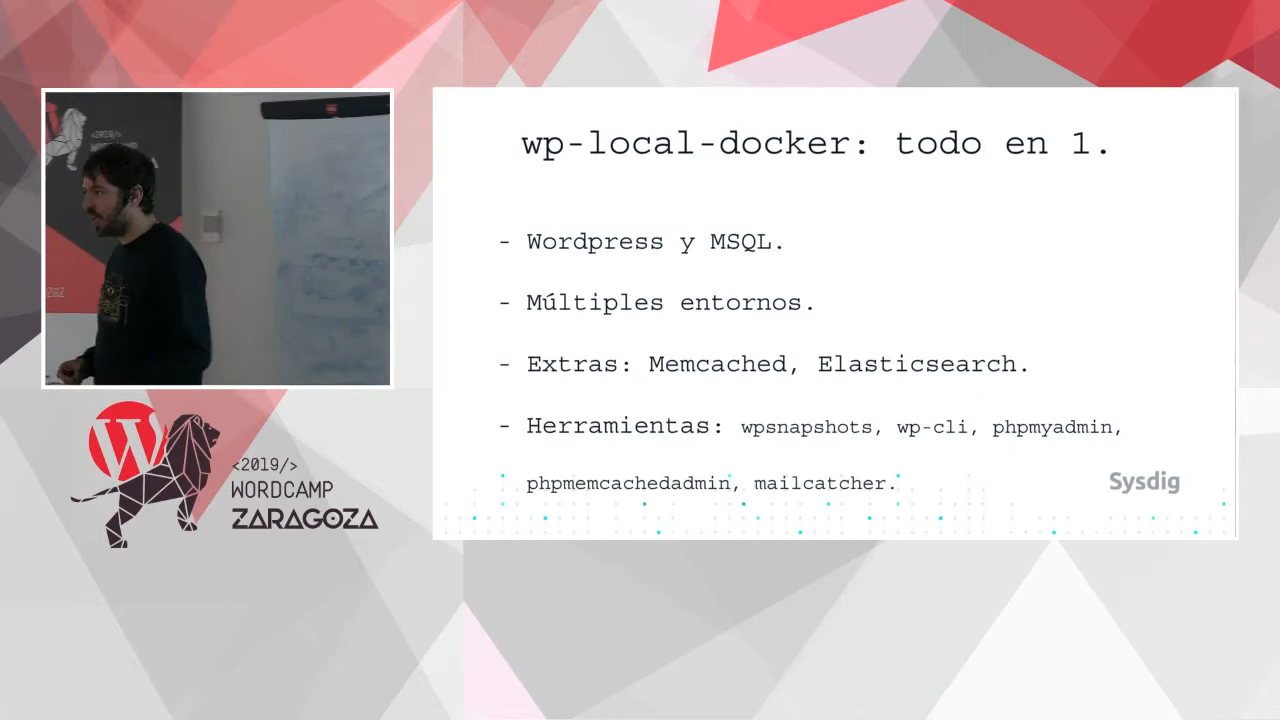 wp-local-docker: todo en 1.
- Wordpress y MSQL.
- Múltiples entornos.
- Extras: Memcached, Elasticsearch.
- Herramientas: wpsnapshots, wp-cli, phpmyadmin,
phpmemcachedadmin, mailcatcher.
Sysdig
<2019/>
WORDCAMP
ZARAGOZA